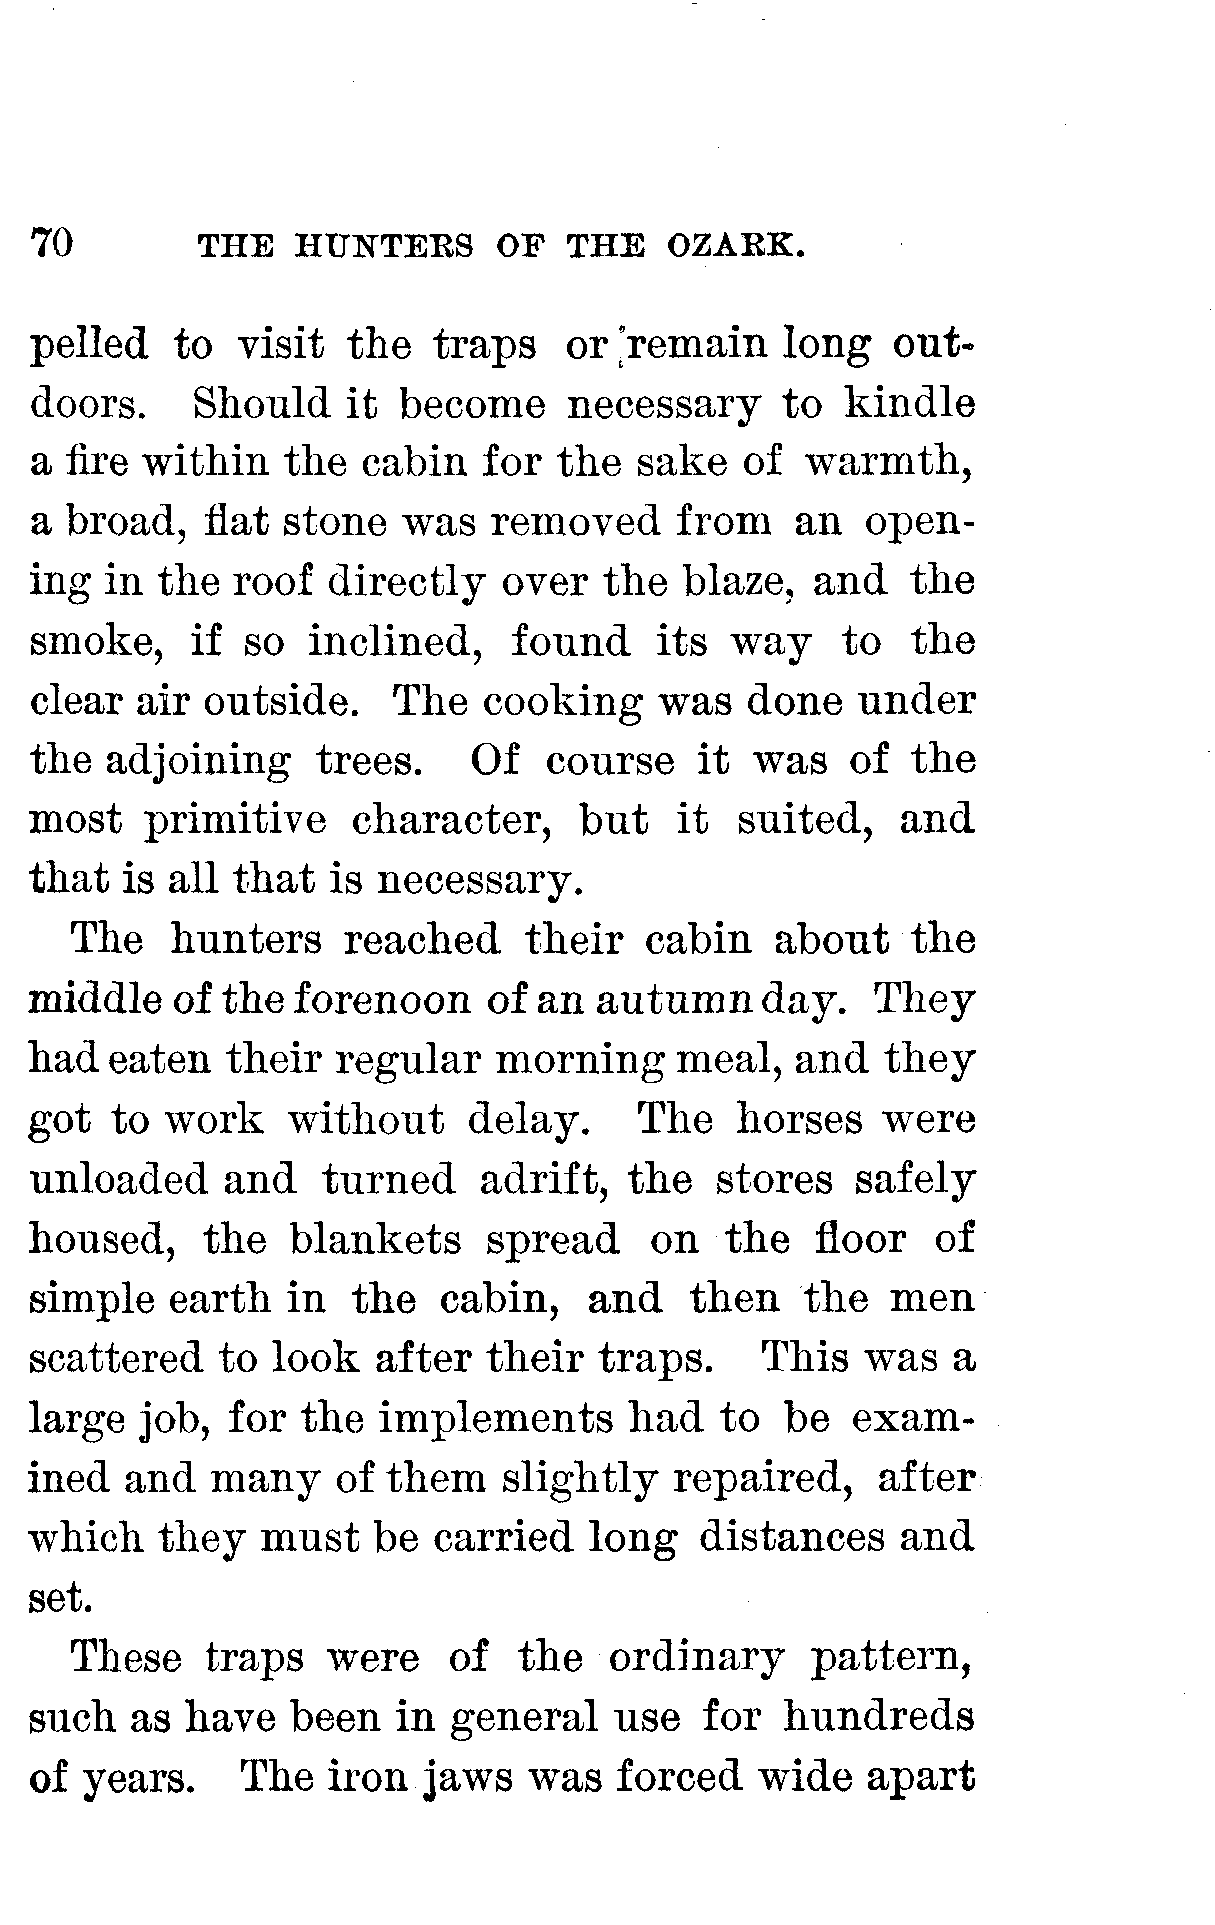 70 THE HUNTERS OF THE OZARK.
pelled to visit the traps or remain long out-
doors. Should it become necessary to kindle
a fire within the cabin for the sake of warmth,
a broad, flat stone was removed from an open-
ing in the roof directly over the blaze, and the
smoke, if so inclined, found its way to the
clear air outside. The cooking was done under
the adjoining trees. Of course it was of the
most primitive character, but it suited, and
that is all that is necessary.
The hunters reached their cabin about the
middle of the forenoon of an autumn day. They
had eaten their regular morning meal, and they
got to work without delay. The horses were
unloaded and turned adrift, the stores safely
housed, the blankets spread on the floor of
simple earth in the cabin, and then the men
scattered to look after their traps. This was a
large job, for the implements had to be exam-
ined and many of them slightly repaired, after
which they must be carried long distances and
set.
These traps were of the ordinary pattern,
such as have been in general use for hundreds
of years. The iron jaws was forced wide apart